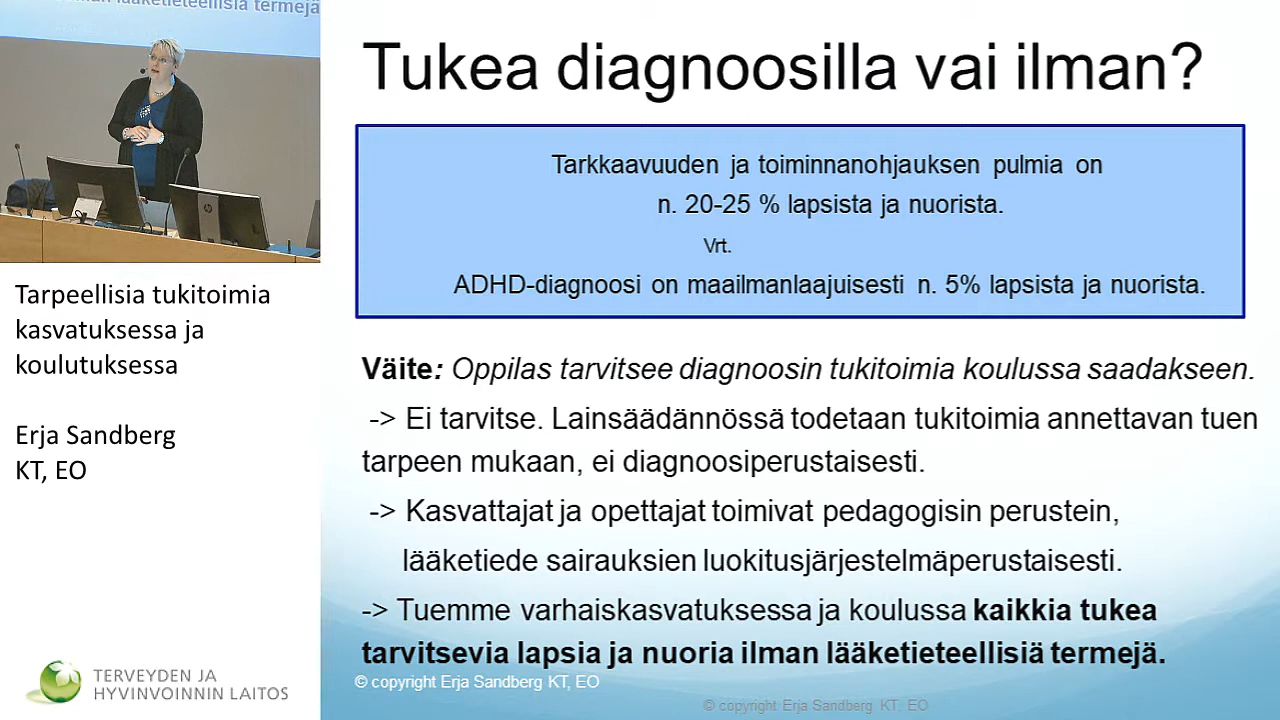 lääketieteellisiä termejä
Tarpeellisia tukitoimia
kasvatuksessa ja
koulutuksessa
Erja Sandberg
KT, EO
TERVEYDEN JA
HYVINVOINNIN LAITOS
Tukea diagnoosilla vai ilman?
Tarkkaavuuden ja toiminnanohjauksen pulmia on
n. 20-25 % lapsista ja nuorista.
Vrt.
ADHD-diagnoosi on maailmanlaajuisesti n. 5% lapsista ja nuorista.
Väite: Oppilas tarvitsee diagnoosin tukitoimia koulussa saadakseen.
-> Ei tarvitse. Lainsäädännössä todetaan tukitoimia annettavan tuen
tarpeen mukaan, ei diagnoosiperustaisesti.
-> Kasvattajat ja opettajat toimivat pedagogisin perustein,
lääketiede sairauksien luokitusjärjestelmäperustaisesti.
-> Tuemme varhaiskasvatuksessa ja koulussa kaikkia tukea
tarvitsevia lapsia ja nuoria ilman lääketieteellisiä termejä.
© copyright Erja Sandberg KT, EO
© copyright Erja Sandberg KT, EO